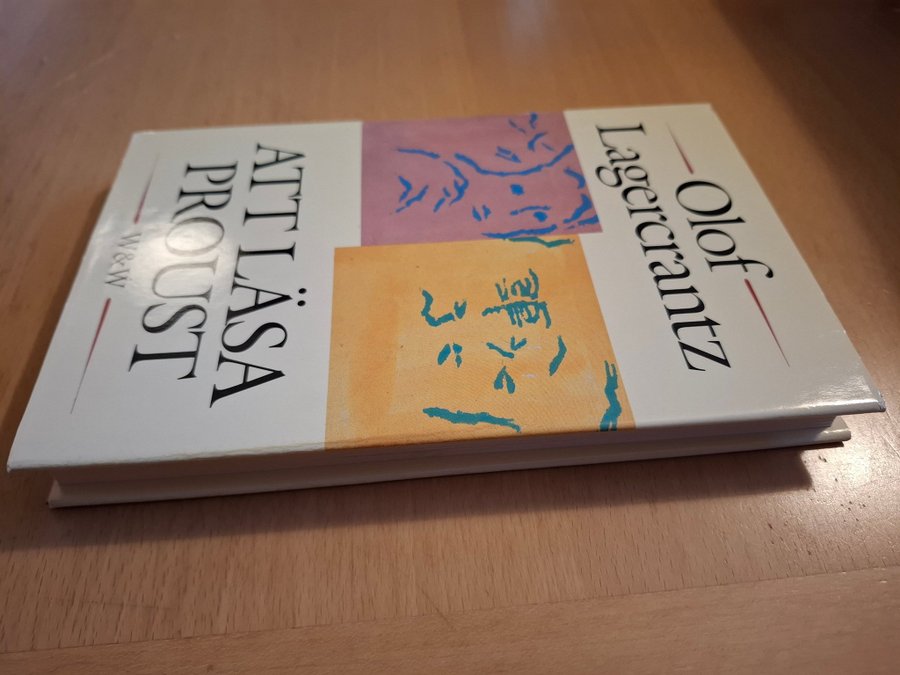 Olof
Lagercrantz
ATT LÄSA
PROUST
W&W